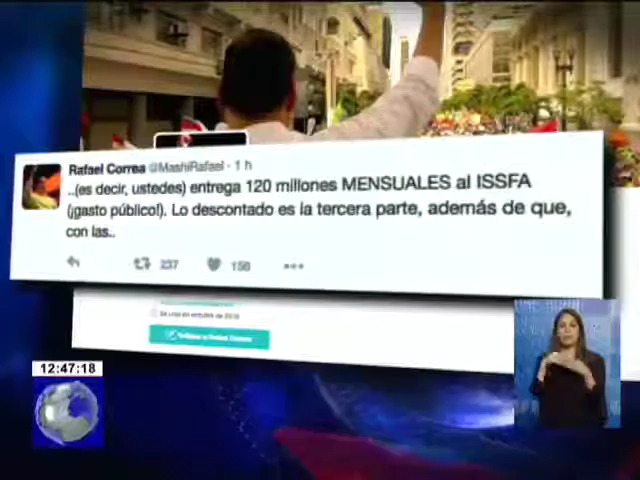 Rafael Correa @MashiRafael · 1 h
..(es decir, ustedes) entrega 120 millones MENSUALES al ISSFA
(¡gasto público!). Lo descontado es la tercera parte, además de que,
con las..
237 158 •••
12:47:18